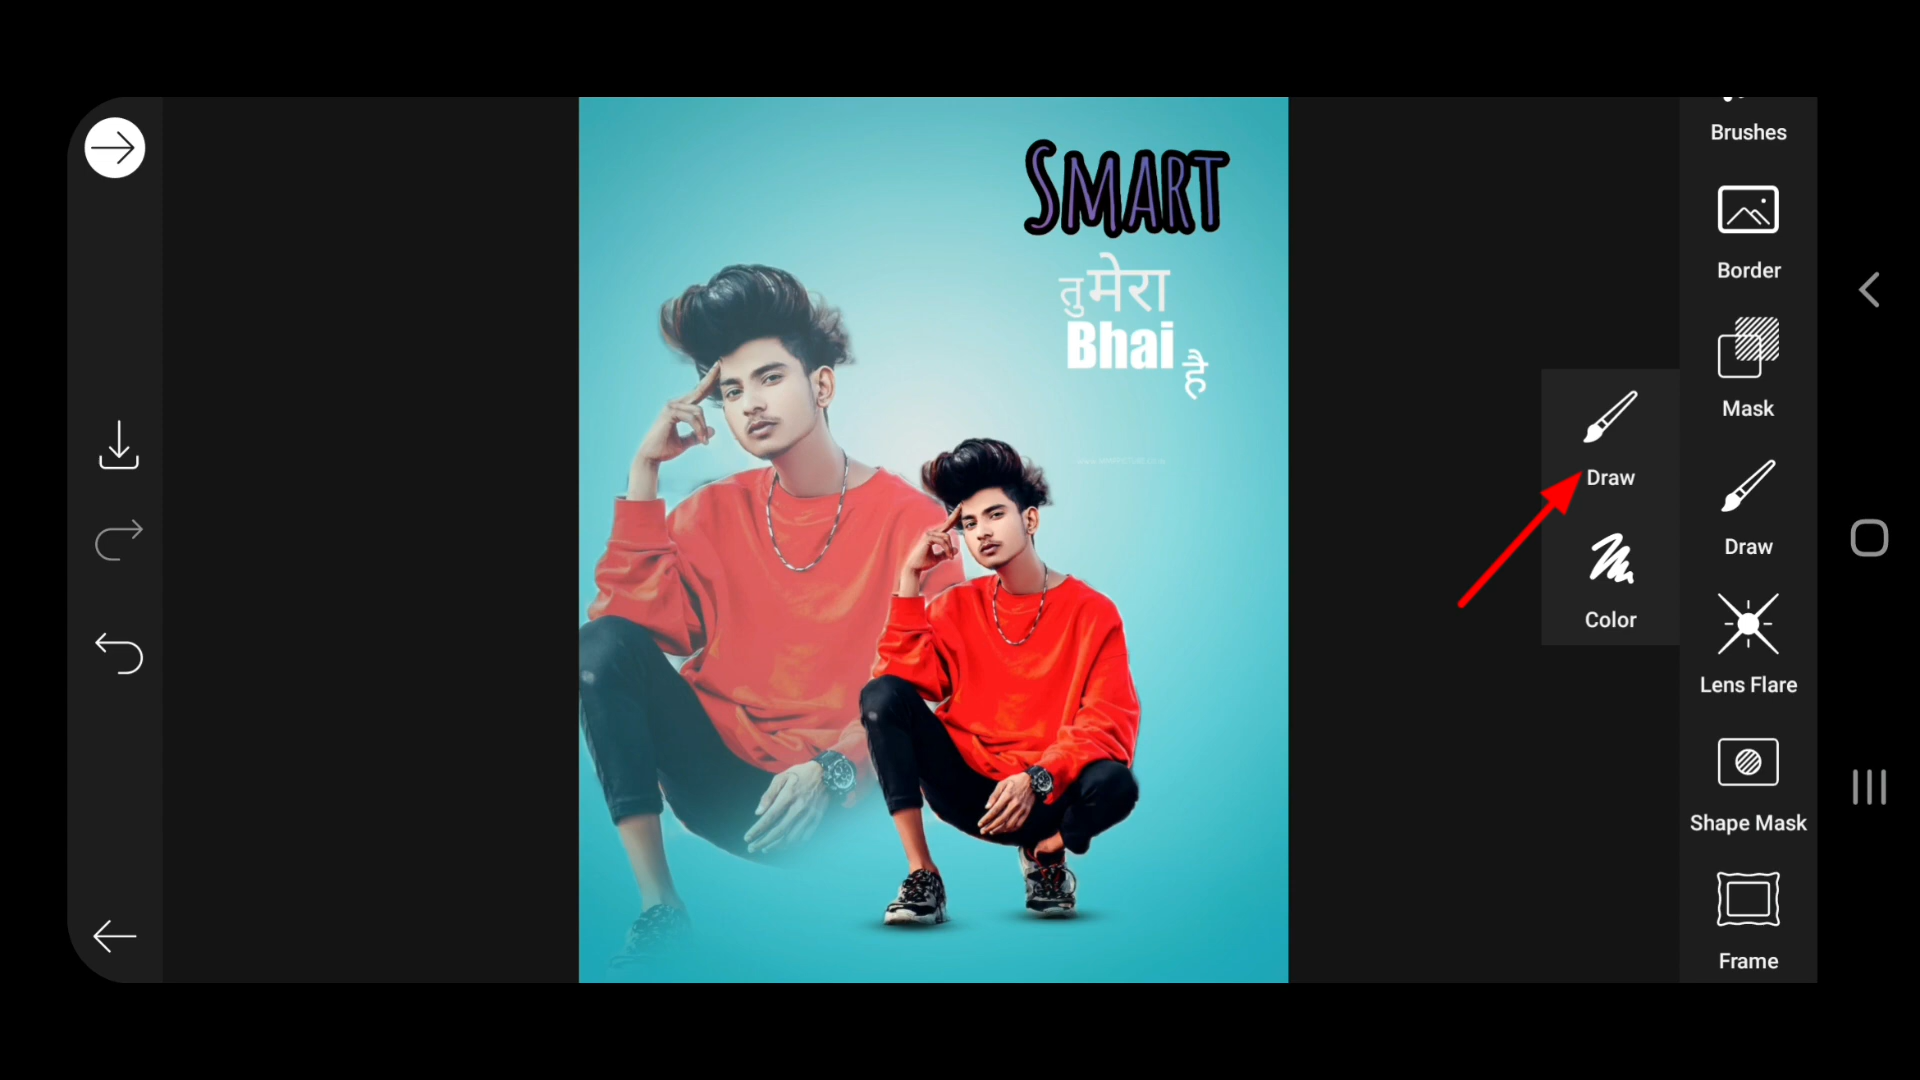 SMART
तु मेरा
Bhai है
Brushes
Border
Mask
Draw
Draw
Color
Lens Flare
Shape Mask
Frame